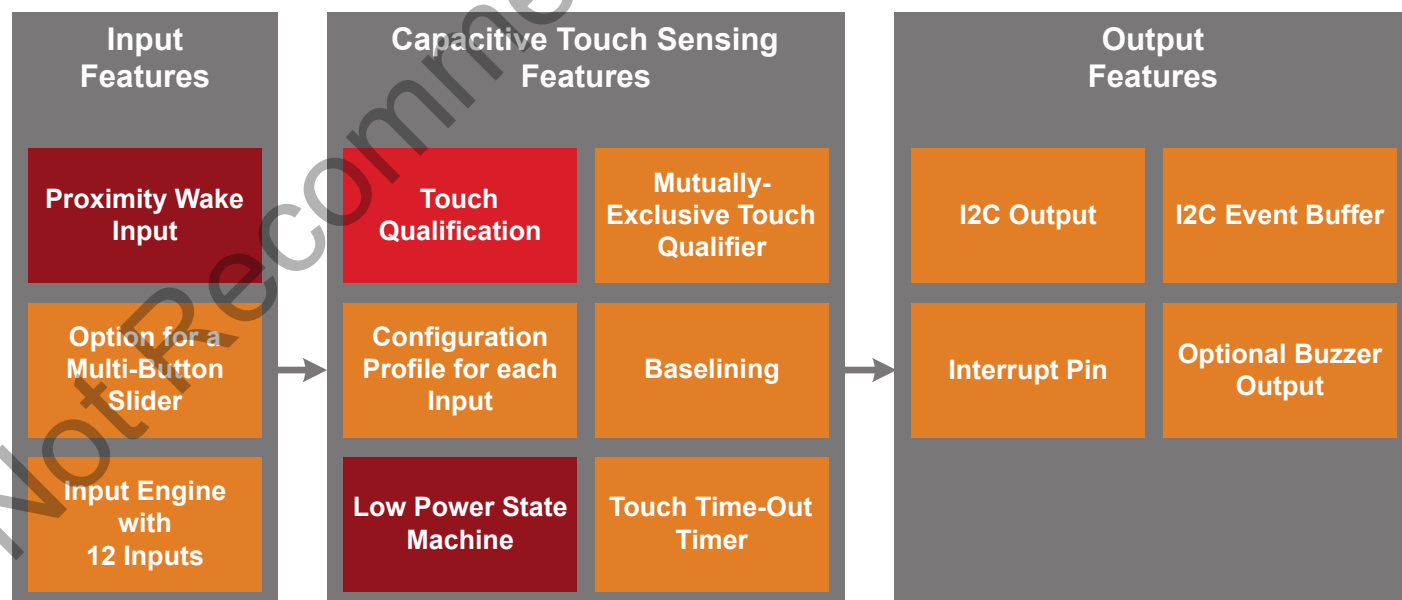 Input
Features
Proximity Wake
Input
Option for a
Multi-Button
Slider
Input Engine
with
12 Inputs
Capacitive Touch Sensing
Features
Touch
Qualification
Mutually-
Exclusive Touch
Qualifier
Configuration
Profile for each
Input
Baselining
Low Power State
Machine
Touch Time-Out
Timer
Output
Features
I2C Output
I2C Event Buffer
Interrupt Pin
Optional Buzzer
Output
Not Recomme